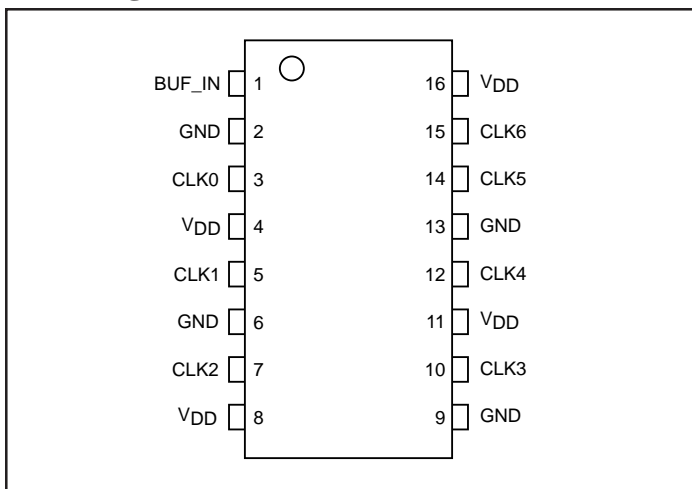 BUF_IN 1 16 VDD
GND 2 15 CLK6
CLK0 3 14 CLK5
VDD 4 13 GND
CLK1 5 12 CLK4
GND 6 11 VDD
CLK2 7 10 CLK3
VDD 8 9 GND